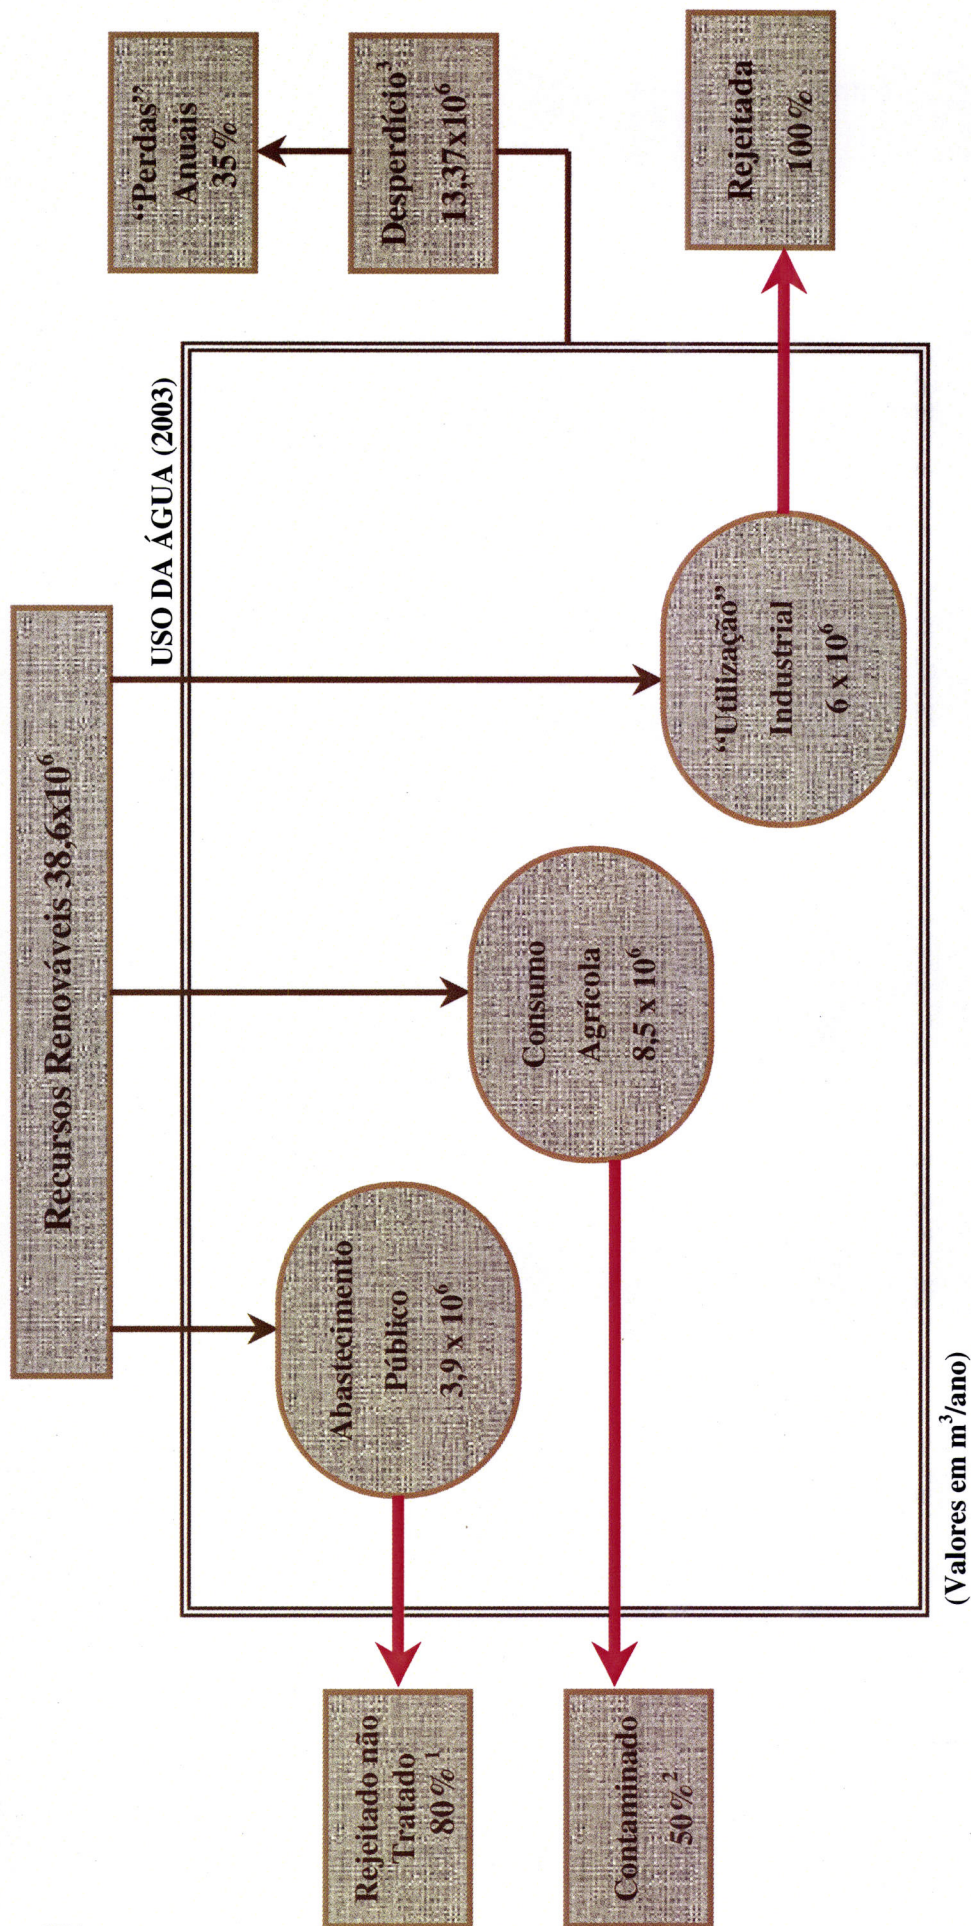 Recursos Renováveis 38,6x10⁶
USO DA ÁGUA (2003)
Abastecimento
Público
3,9 x 10⁶
Consumo
Agrícola
8,5 x 10⁶
“Utilização”
Industrial
6 x 10⁶
Rejeitado não
Tratado
80% ¹
Contaminado
50% ²
“Perdas”
Anuais
35%
Desperdício³
13,37x10⁶
Rejeitada
100%
(Valores em m³/ano)